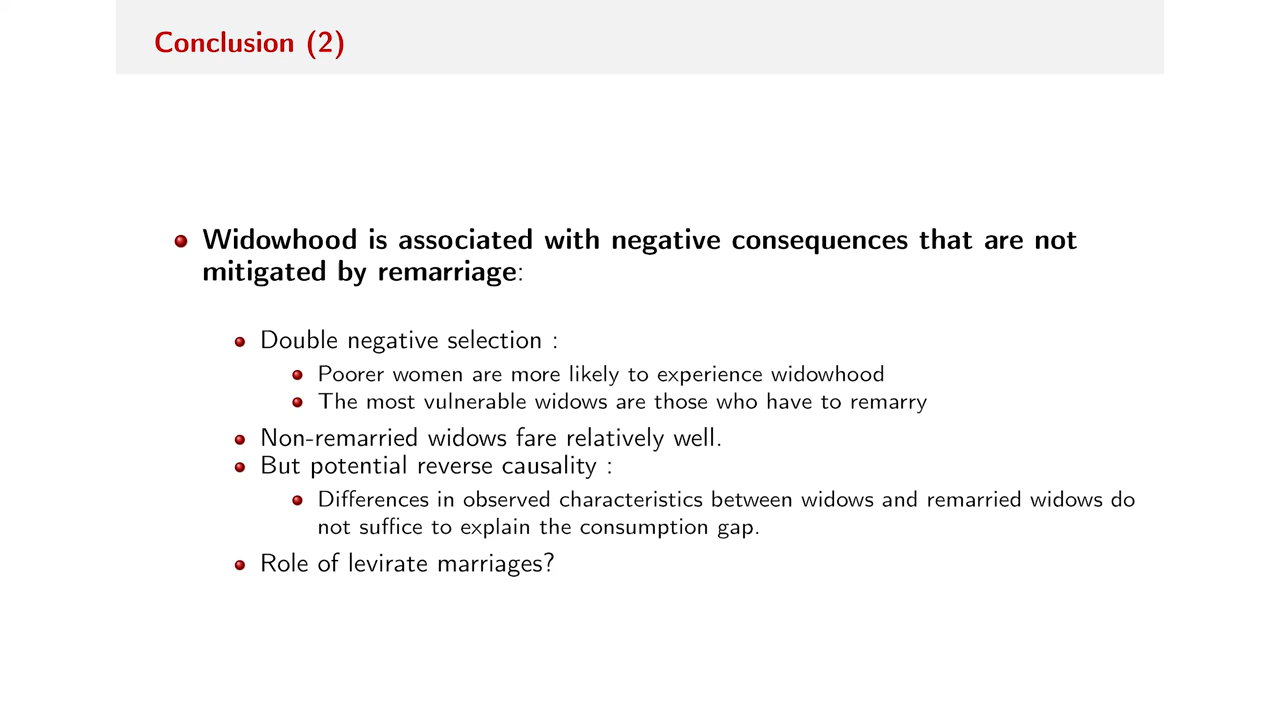 Conclusion (2)
Widowhood is associated with negative consequences that are not
mitigated by remarriage:
Double negative selection :
Poorer women are more likely to experience widowhood
The most vulnerable widows are those who have to remarry
Non-remarried widows fare relatively well.
But potential reverse causality :
Differences in observed characteristics between widows and remarried widows do
not suffice to explain the consumption gap.
Role of levirate marriages?